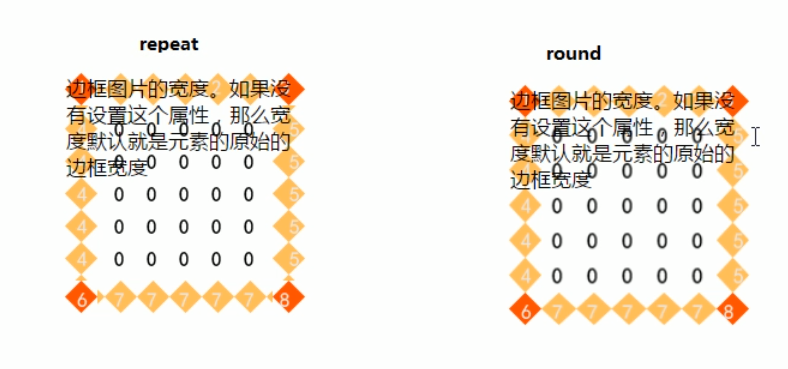 repeat
边框图片的宽度。如果没
有设置这个属性，那么宽
度默认就是元素的原始的
边框宽度
2
0 0 0 0 0 5
0 0 0 0 5
4 0 0 0 0 0 5
4 0 0 0 0 0 5
4 0 0 0 0 0 5
6 7 7 7 7 7 8
round
边框图片的宽度。如果没
有设置这个属性，那么宽
度默认就是元素的原始的
边框宽度
2
0 0 0 0 0 5
0 0 0 0 5
4 0 0 0 0 0 5
4 0 0 0 0 0 5
4 0 0 0 0 0 5
6 7 7 7 7 7 8